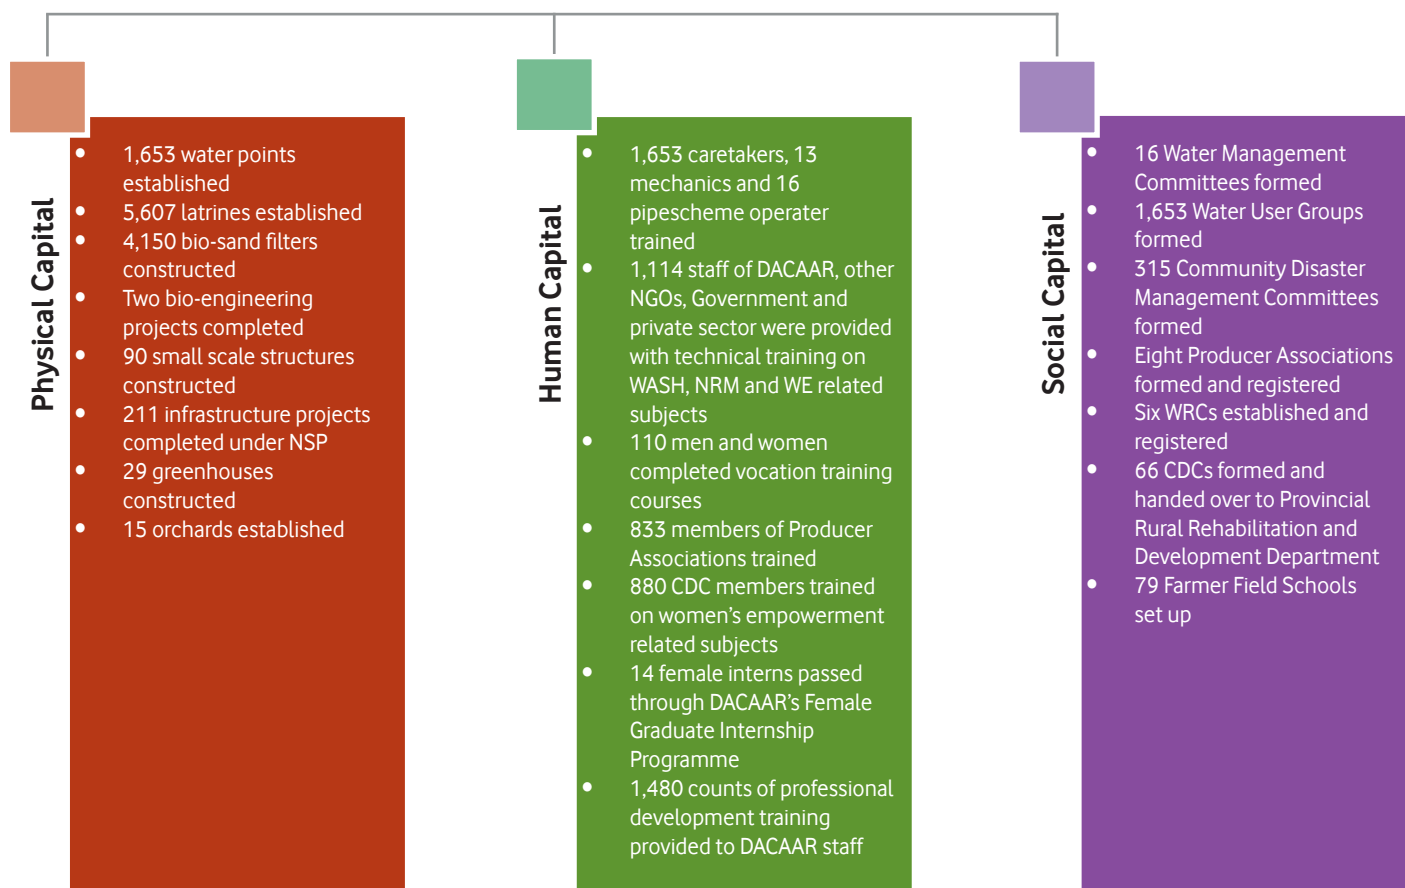 Physical Capital
• 1,653 water points
established
• 5,607 latrines established
• 4,150 bio-sand filters
constructed
• Two bio-engineering
projects completed
• 90 small scale structures
constructed
• 211 infrastructure projects
completed under NSP
• 29 greenhouses
constructed
• 15 orchards established
Human Capital
• 1,653 caretakers, 13
mechanics and 16
pipescheme operater
trained
• 1,114 staff of DACAAR, other
NGOs, Government and
private sector were provided
with technical training on
WASH, NRM and WE related
subjects
• 110 men and women
completed vocation training
courses
• 833 members of Producer
Associations trained
• 880 CDC members trained
on women’s empowerment
related subjects
• 14 female interns passed
through DACAAR’s Female
Graduate Internship
Programme
• 1,480 counts of professional
development training
provided to DACAAR staff
Social Capital
• 16 Water Management
Committees formed
• 1,653 Water User Groups
formed
• 315 Community Disaster
Management Committees
formed
• Eight Producer Associations
formed and registered
• Six WRCs established and
registered
• 66 CDCs formed and
handed over to Provincial
Rural Rehabilitation and
Development Department
• 79 Farmer Field Schools
set up